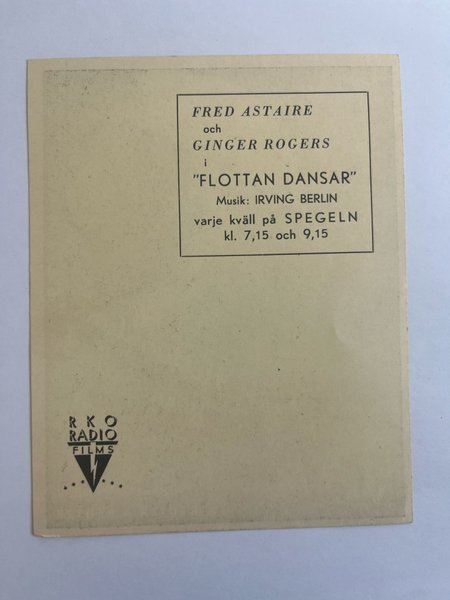 FRED ASTAIRE
och
GINGER ROGERS
i
"FLOTTAN DANSAR"
Musik: IRVING BERLIN
varje kväll på SPEGELN
kl. 7,15 och 9,15
RKO
RADIO
FILMS